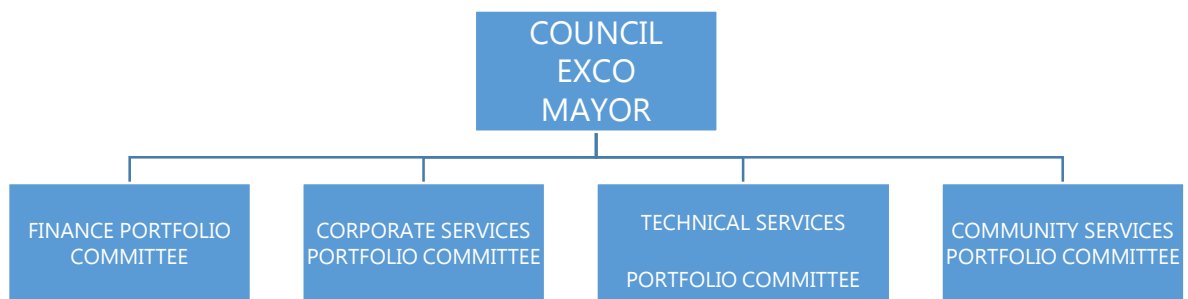 COUNCIL
EXCO
MAYOR
FINANCE PORTFOLIO
COMMITTEE
CORPORATE SERVICES
PORTFOLIO COMMITTEE
TECHNICAL SERVICES
PORTFOLIO COMMITTEE
COMMUNITY SERVICES
PORTFOLIO COMMITTEE